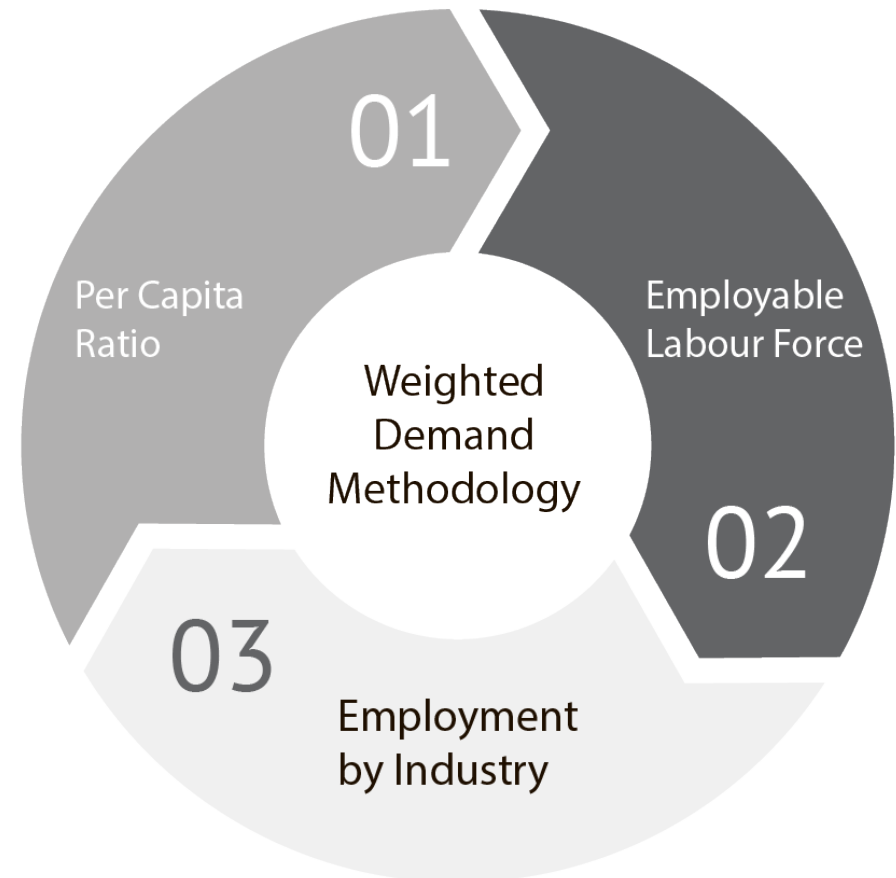 01
Per Capita
Ratio
Employable
Labour Force
02
Weighted
Demand
Methodology
03
Employment
by Industry